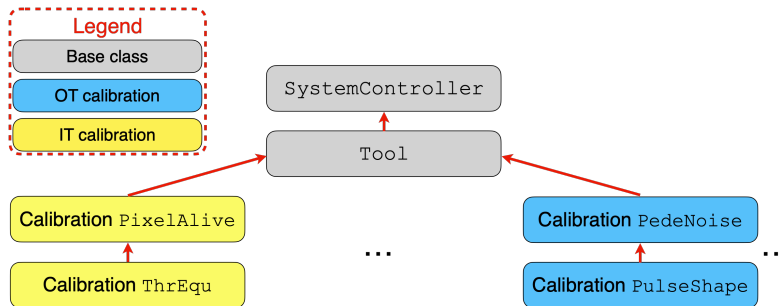 Legend
Base class
OT calibration
IT calibration
SystemController
Tool
Calibration PixelAlive
Calibration PedeNoise
... ..
Calibration ThrEqu
Calibration PulseShape